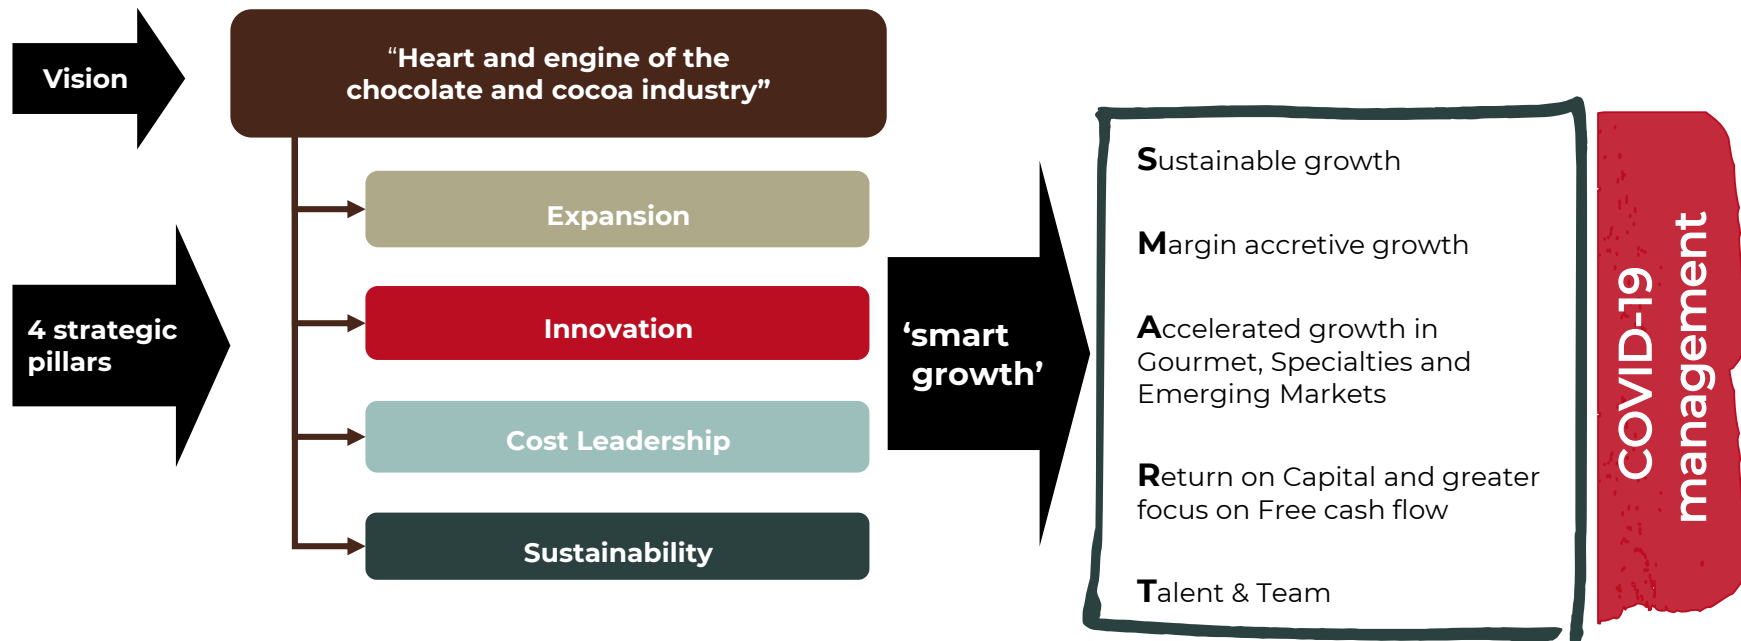 Vision
“Heart and engine of the
chocolate and cocoa industry”
4 strategic
pillars
Expansion
Innovation
Cost Leadership
Sustainability
‘smart
growth’
Sustainable growth
Margin accretive growth
Accelerated growth in
Gourmet, Specialties and
Emerging Markets
Return on Capital and greater
focus on Free cash flow
Talent & Team
COVID-19
management